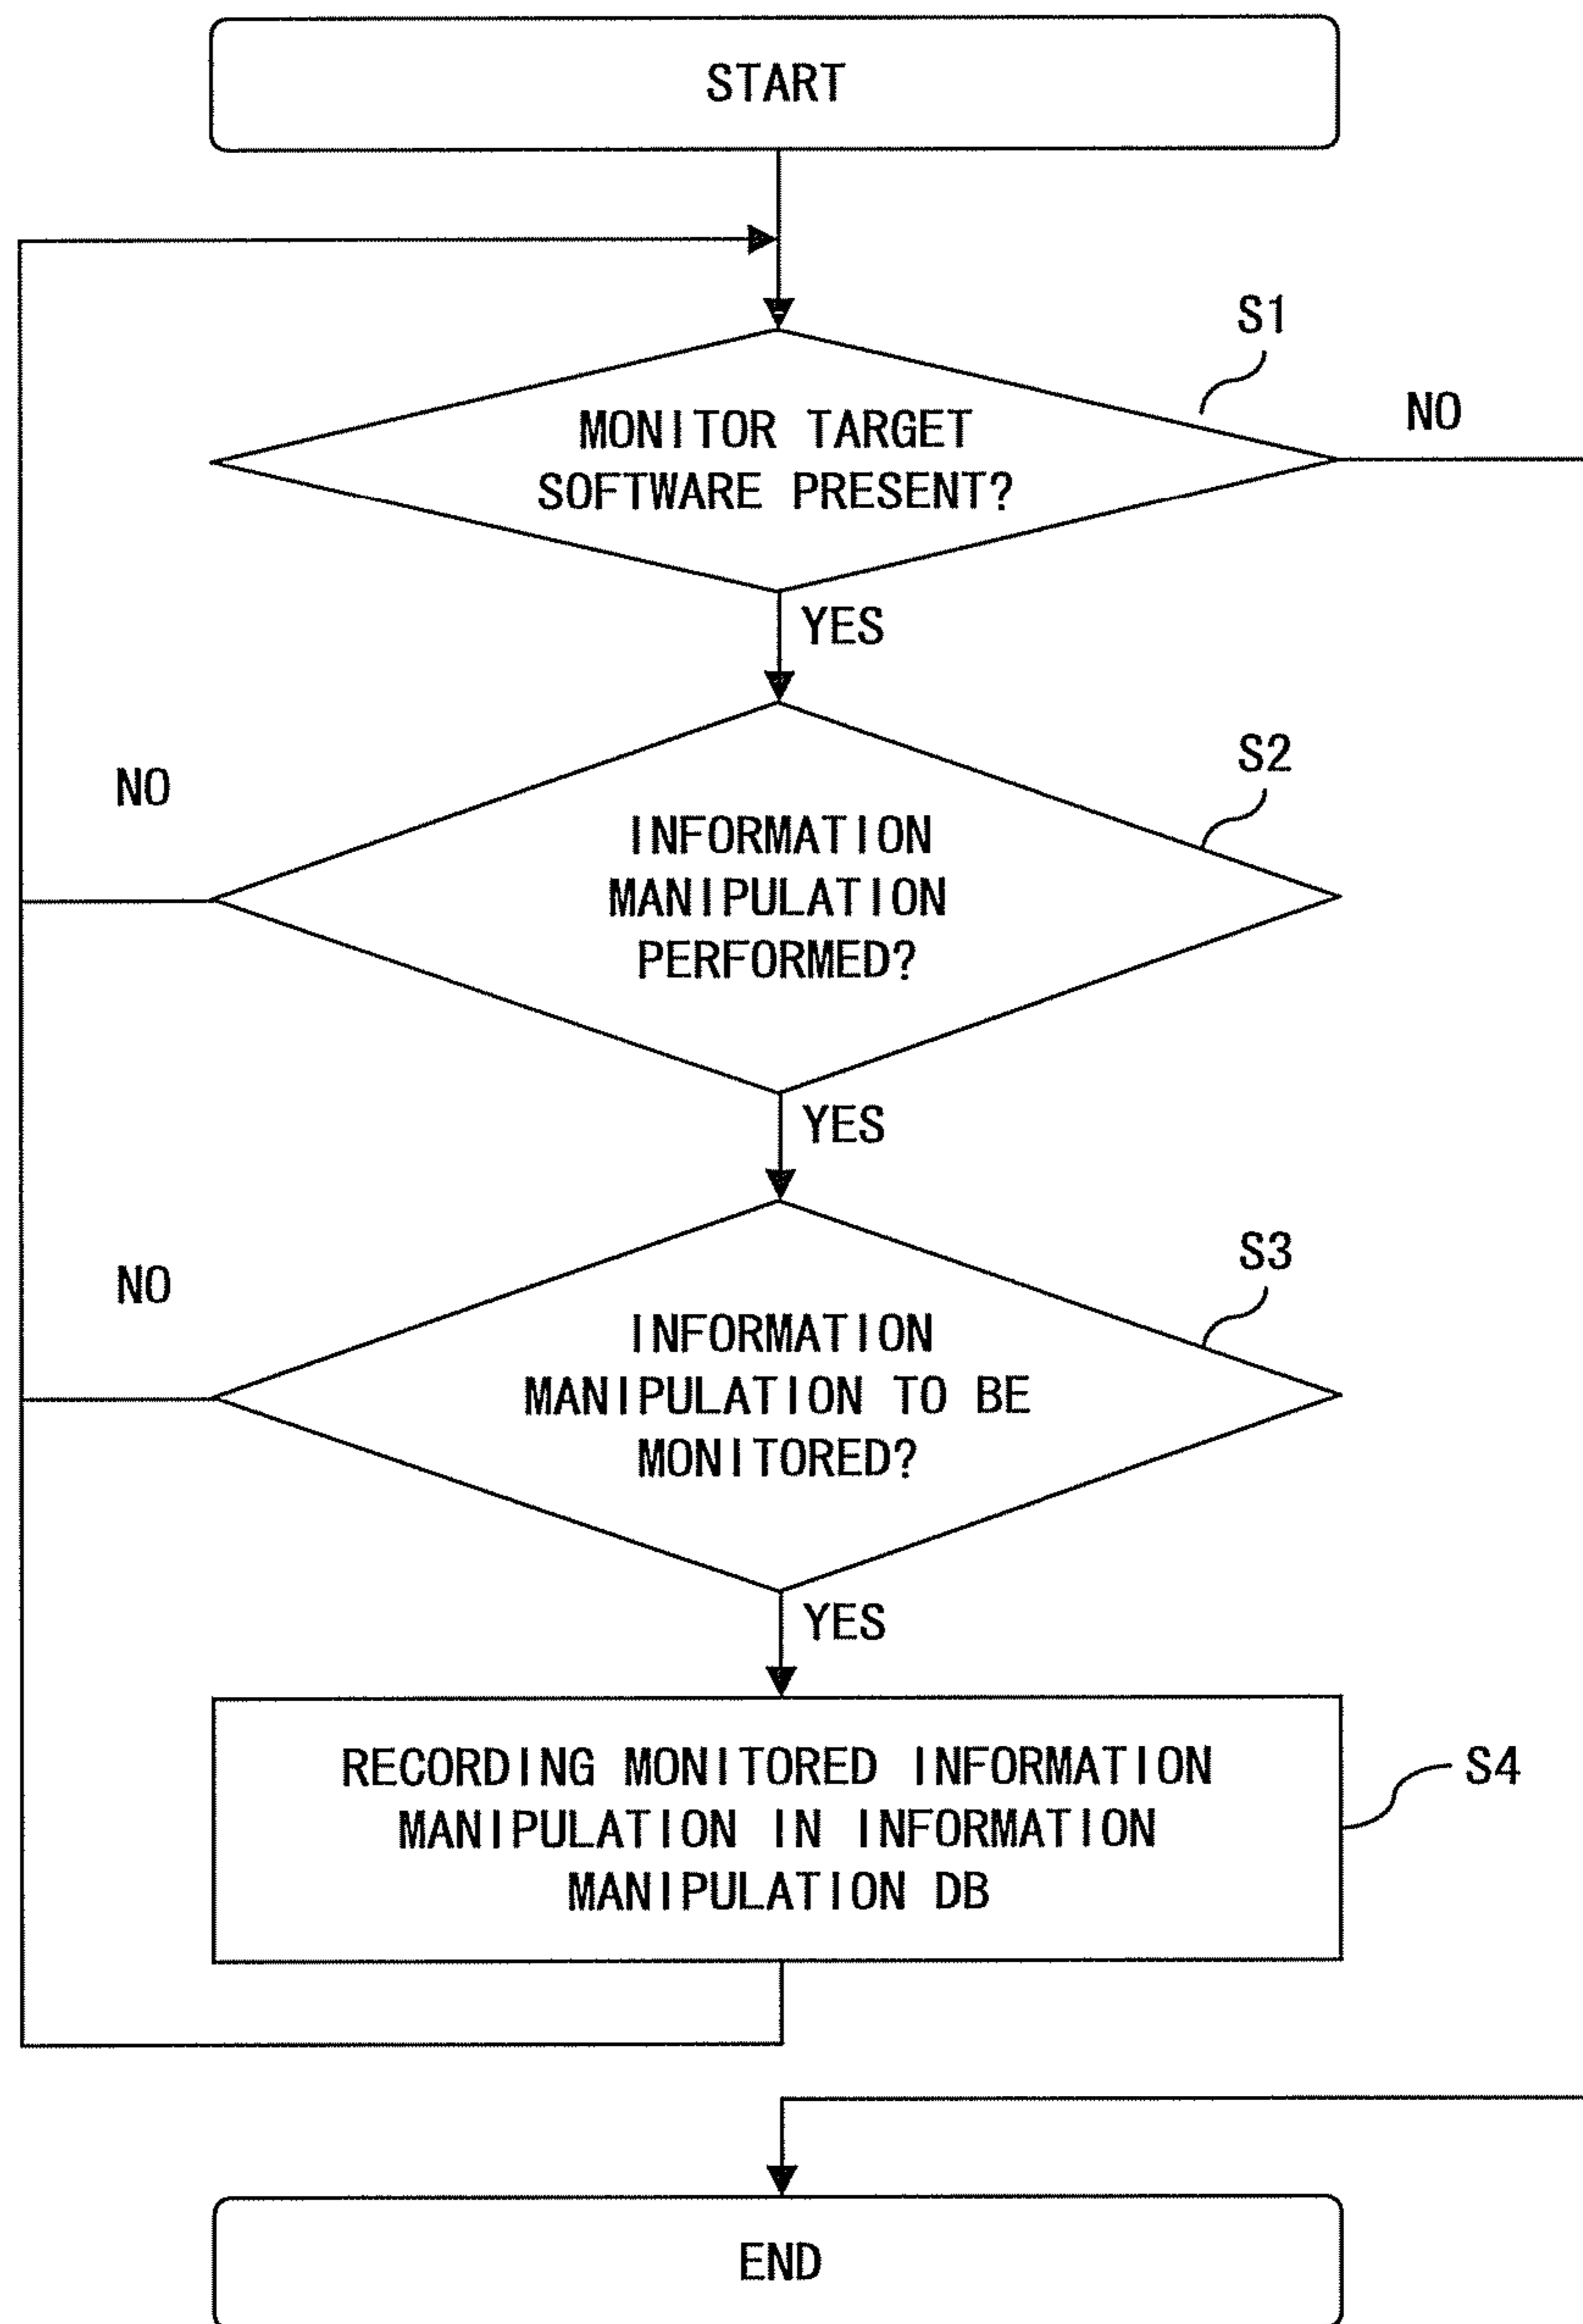 START
S1
NO
MONITOR TARGET
SOFTWARE PRESENT?
YES
S2
NO
INFORMATION
MANIPULATION
PERFORMED?
YES
S3
NO
INFORMATION
MANIPULATION TO BE
MONITORED?
YES
RECORDING MONITORED INFORMATION
MANIPULATION IN INFORMATION
MANIPULATION DB
S4
END